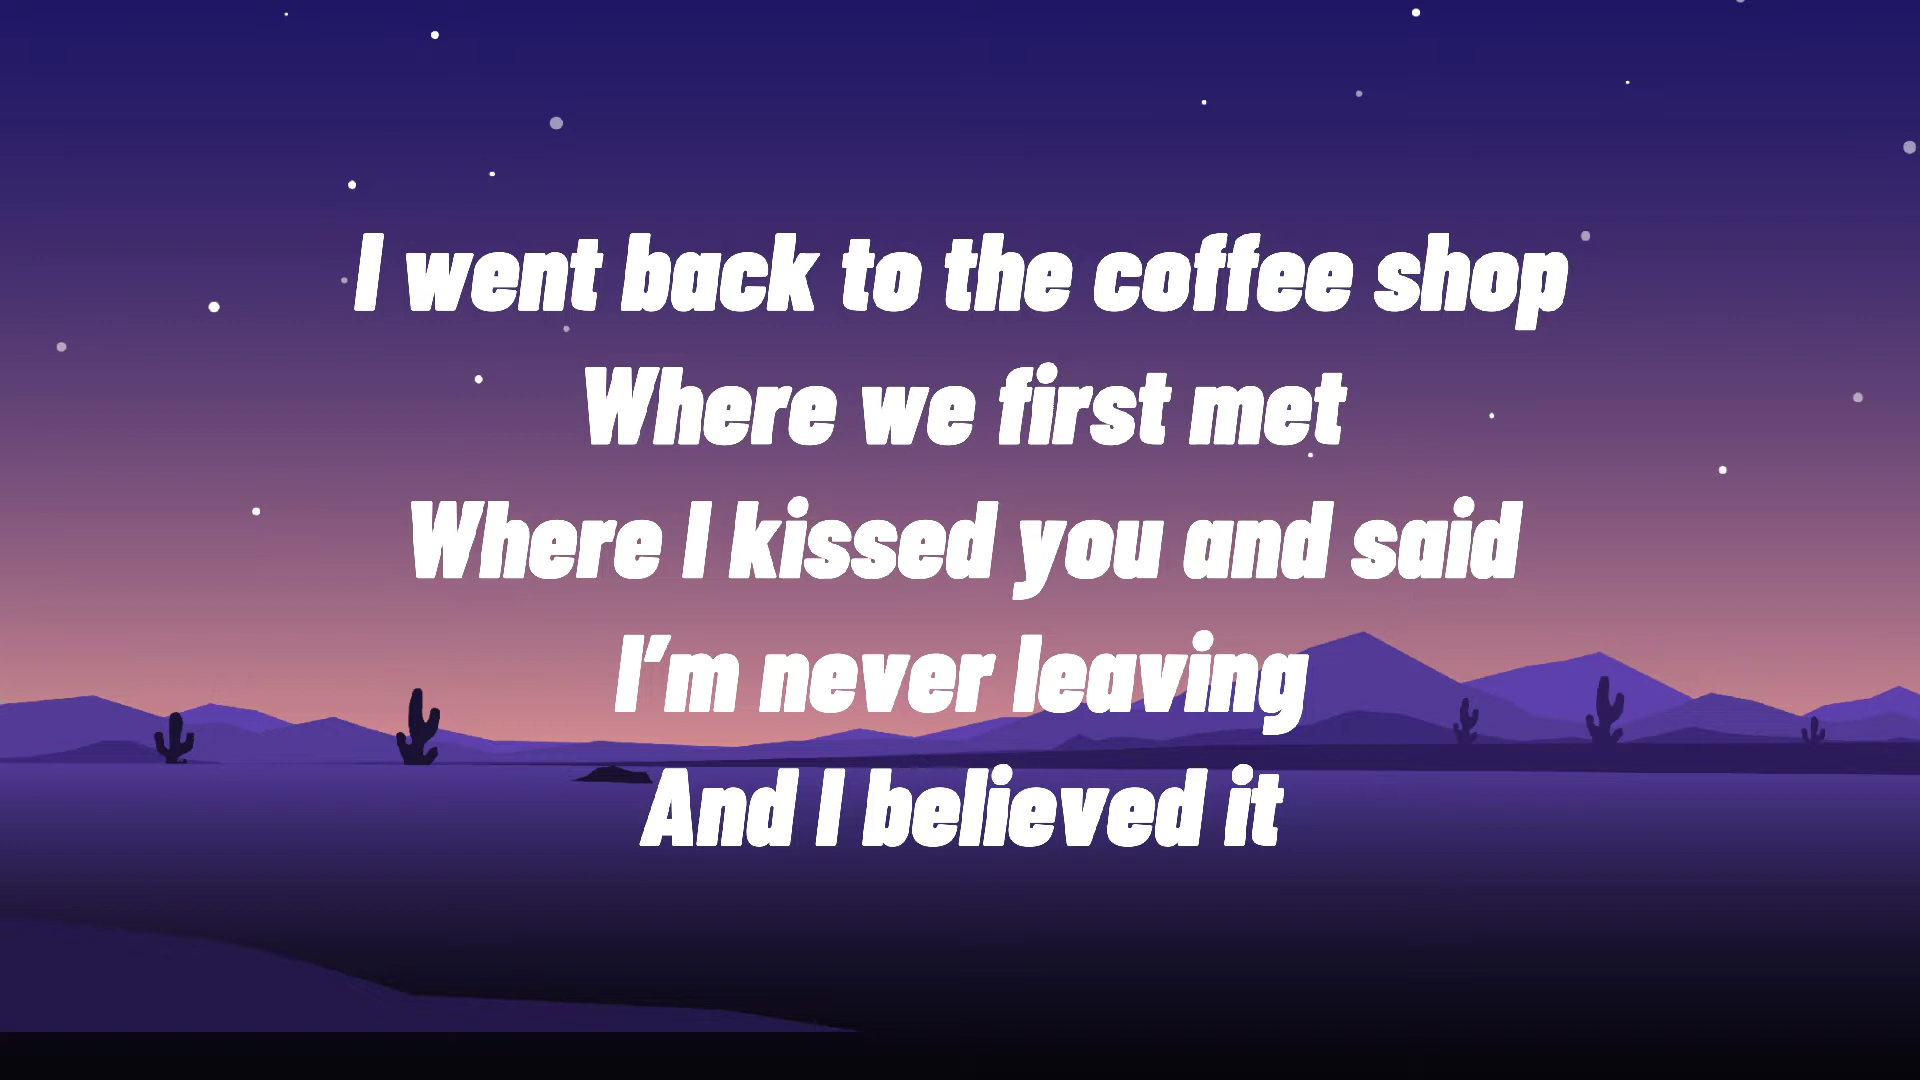 I went back to the coffee shop
Where we first met
Where I kissed you and said
I'm never leaving
And I believed it